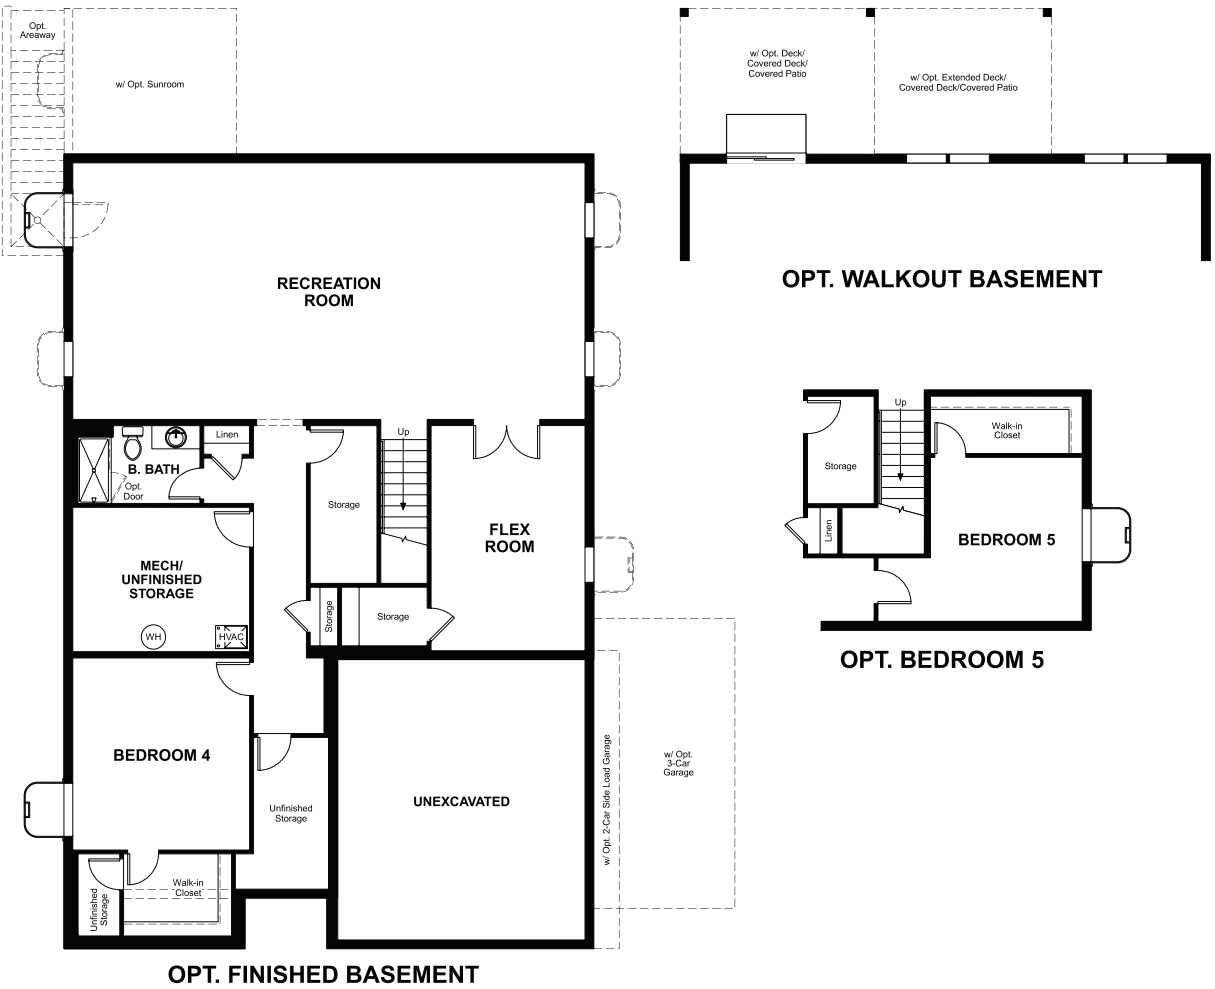 Opt.
Areaway
w/ Opt. Sunroom
w/ Opt. Deck/
Covered Deck/
Covered Patio
w/ Opt. Extended Deck/
Covered Deck/Covered Patio
RECREATION
ROOM
OPT. WALKOUT BASEMENT
Linen
B. BATH
Opt.
Door
Storage
Up
FLEX
ROOM
MECH/
UNFINISHED
STORAGE
WH
HVAC
Storage
Storage
Up
Walk-in
Closet
Storage
Linen
BEDROOM 5
OPT. BEDROOM 5
BEDROOM 4
Unfinished
Storage
UNEXCAVATED
w/ Opt. 2-Car Side Load Garage
w/ Opt.
3-Car
Garage
Unfinished
Storage
Walk-in
Closet
OPT. FINISHED BASEMENT